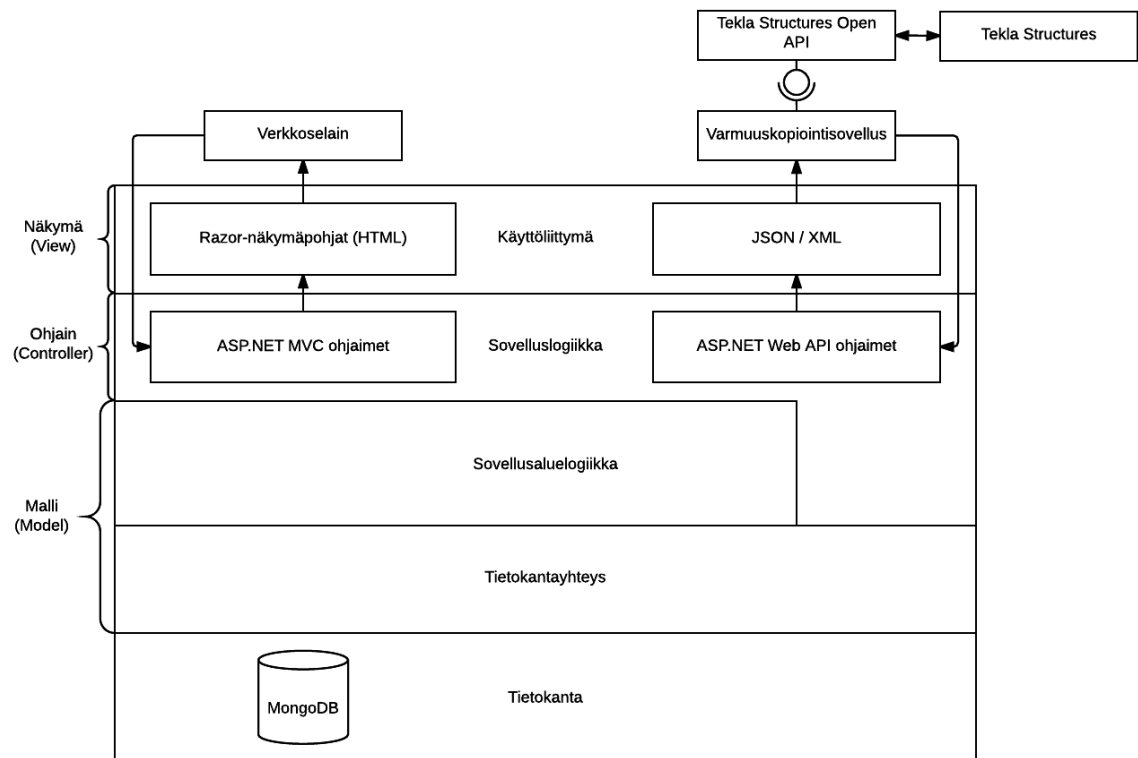 Tekla Structures Open
API
Tekla Structures
Verkkoselain
Varmuuskopiointisovellus
Näkymä
(View)
Razor-näkymäpohjat (HTML)
Käyttöliittymä
JSON / XML
Ohjain
(Controller)
ASP.NET MVC ohjaimet
Sovelluslogiikka
ASP.NET Web API ohjaimet
Sovellusaluelogiikka
Malli
(Model)
Tietokantayhteys
MongoDB
Tietokanta